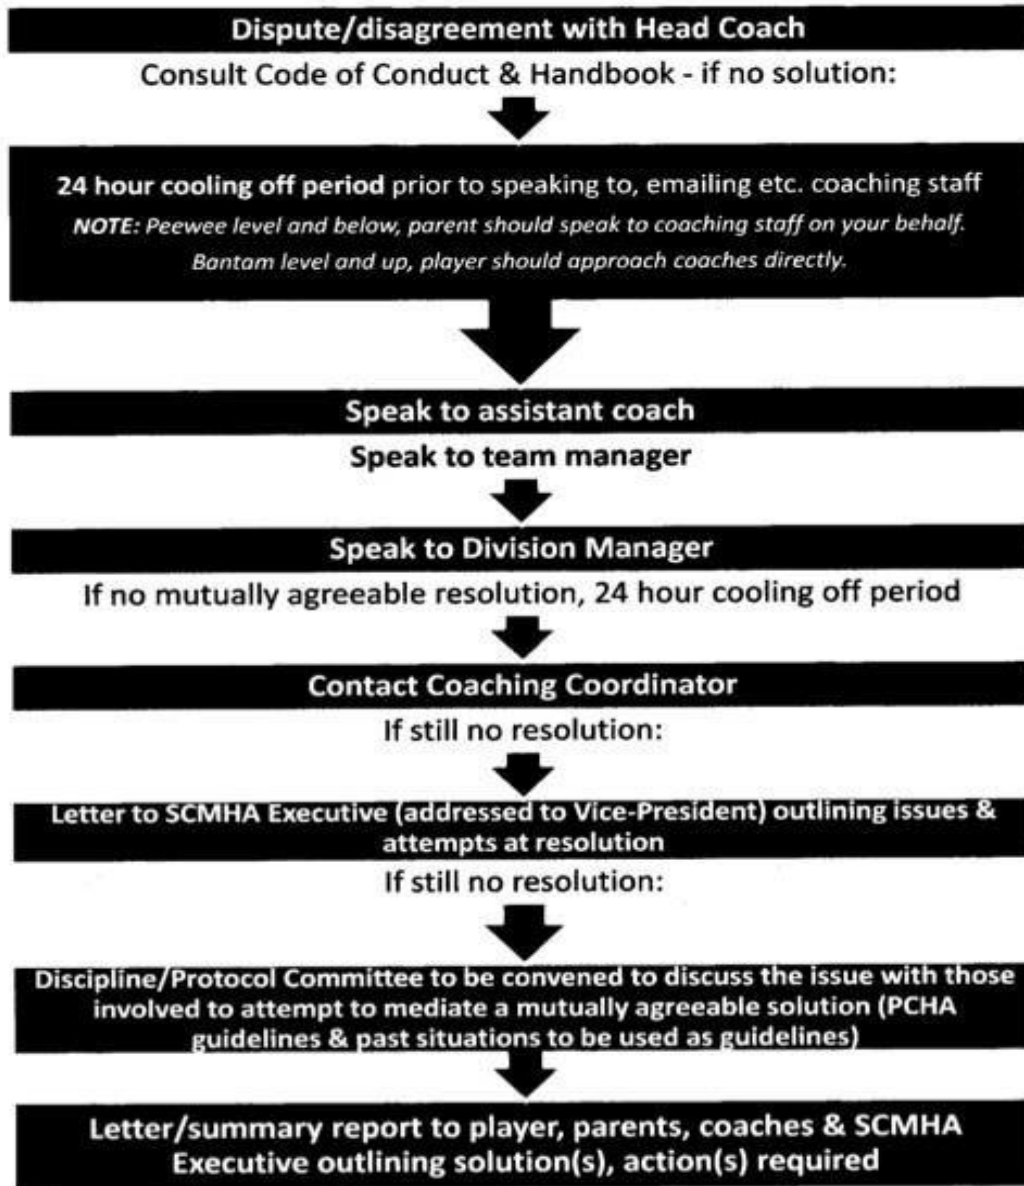 Dispute/disagreement with Head Coach
Consult Code of Conduct & Handbook - if no solution:
24 hour cooling off period prior to speaking to, emailing etc. coaching staff
NOTE: Peewee level and below, parent should speak to coaching staff on your behalf.
Bantam level and up, player should approach coaches directly.
Speak to assistant coach
Speak to team manager
Speak to Division Manager
If no mutually agreeable resolution, 24 hour cooling off period
Contact Coaching Coordinator
If still no resolution:
Letter to SCMHA Executive (addressed to Vice-President) outlining issues &
attempts at resolution
If still no resolution:
Discipline/Protocol Committee to be convened to discuss the issue with those
involved to attempt to mediate a mutually agreeable solution (PCHA
guidelines & past situations to be used as guidelines)
Letter/summary report to player, parents, coaches & SCMHA
Executive outlining solution(s), action(s) required